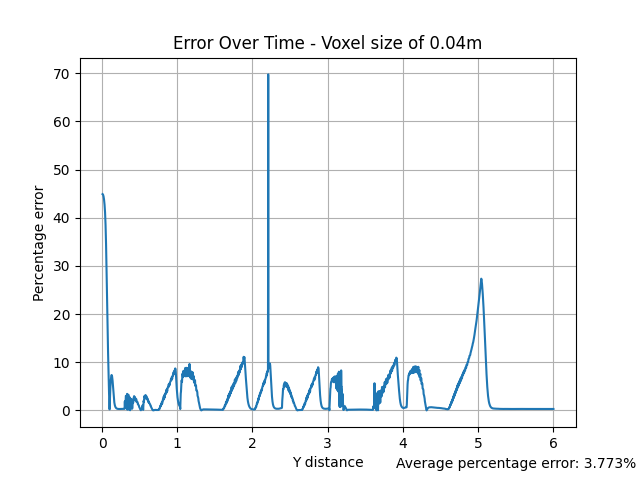 Error Over Time - Voxel size of 0.04m
Percentage error
70
60
50
40
30
20
10
0
0 1 2 3 4 5 6
Y distance
Average percentage error: 3.773%